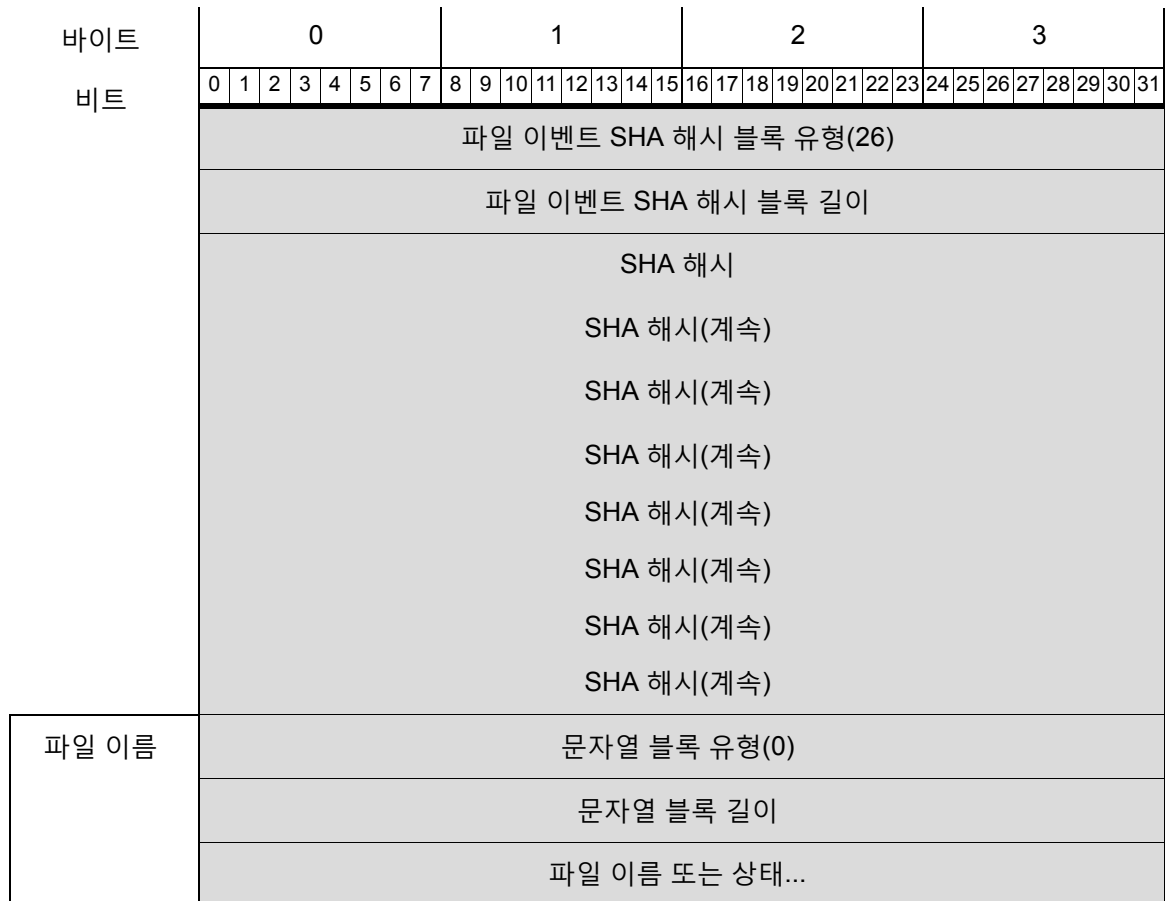 바이트 0 1 2 3
비트 0 1 2 3 4 5 6 7 8 9 10 11 12 13 14 15 16 17 18 19 20 21 22 23 24 25 26 27 28 29 30 31
파일 이벤트 SHA 해시 블록 유형(26)
파일 이벤트 SHA 해시 블록 길이
SHA 해시
SHA 해시(계속)
SHA 해시(계속)
SHA 해시(계속)
SHA 해시(계속)
SHA 해시(계속)
SHA 해시(계속)
SHA 해시(계속)
파일 이름 문자열 블록 유형(0)
문자열 블록 길이
파일 이름 또는 상태...